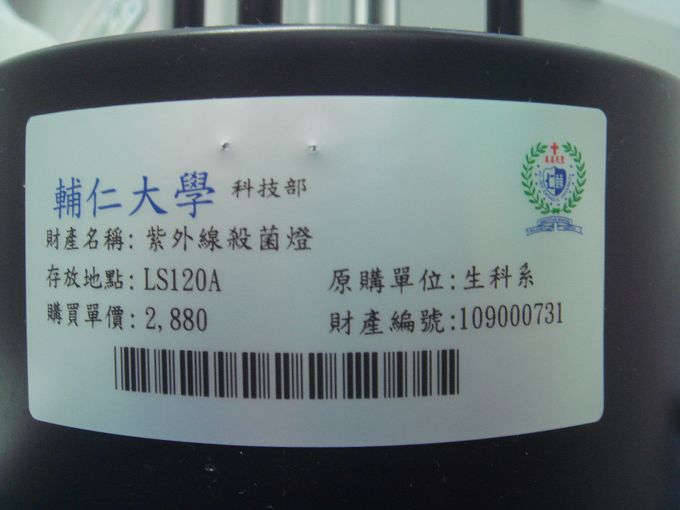 輔仁大學 科技部
財產名稱: 紫外線殺菌燈
存放地點: LS120A 原購單位: 生科系
購買單價: 2,880 財產編號: 109000731